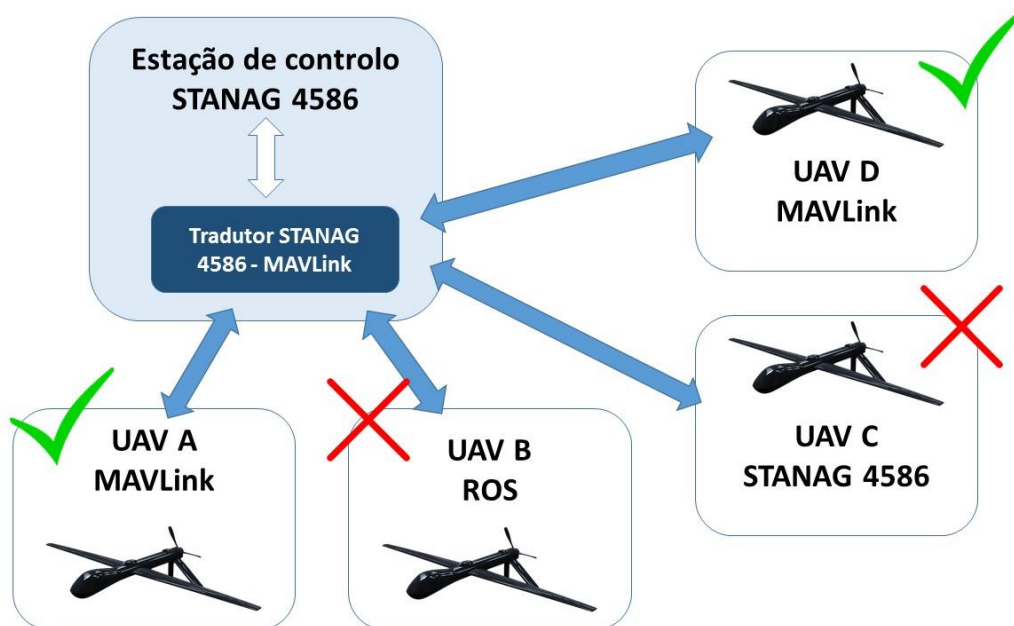 Estação de controlo
STANAG 4586
Tradutor STANAG
4586 - MAVLink
UAV D
MAVLink
UAV C
STANAG 4586
UAV A
MAVLink
UAV B
ROS